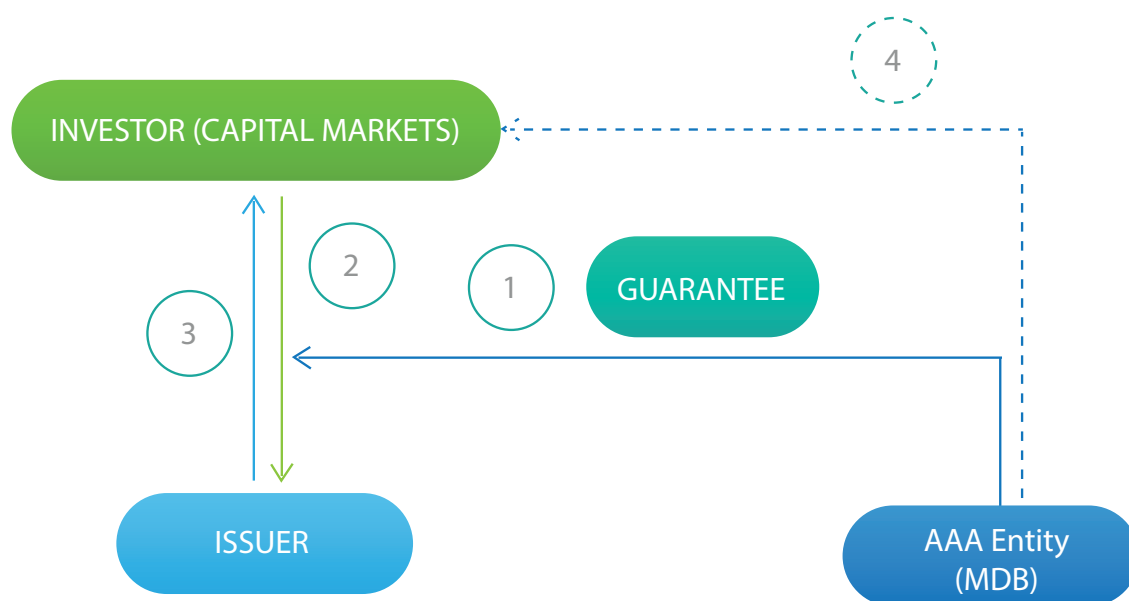 4
INVESTOR (CAPITAL MARKETS)
2
1
GUARANTEE
3
ISSUER
AAA Entity
(MDB)